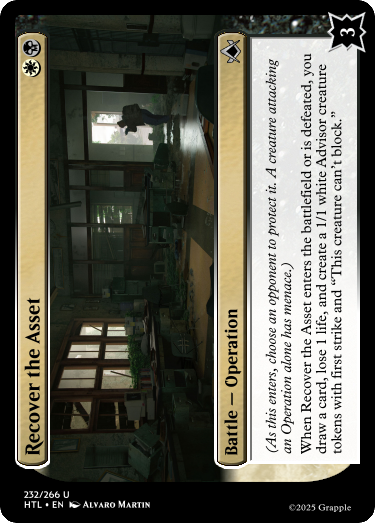 Recover the Asset
Battle — Operation
(As this enters, choose an opponent to protect it. A creature attacking
an Operation alone has menace.)
When Recover the Asset enters the battlefield or is defeated, you
draw a card, lose 1 life, and create a 1/1 white Advisor creature
tokens with first strike and “This creature can’t block.”
3
232/266 U
HTL • EN Alvaro Martin
©2025 Grapple